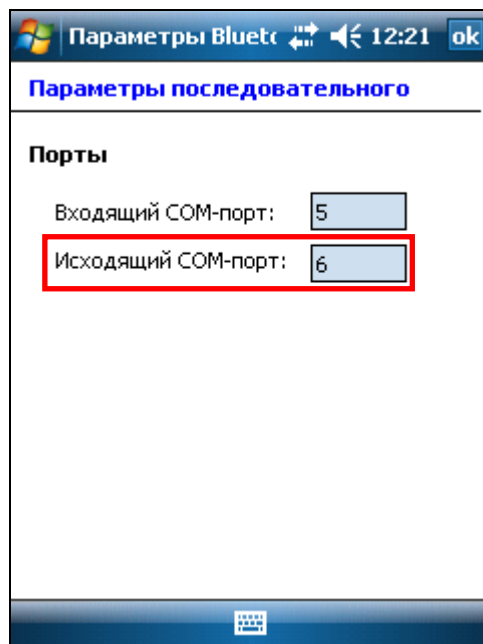 Параметры Bluetc 12:21 ok
Параметры последовательного
Порты
Входящий COM-порт: 5
Исходящий COM-порт: 6